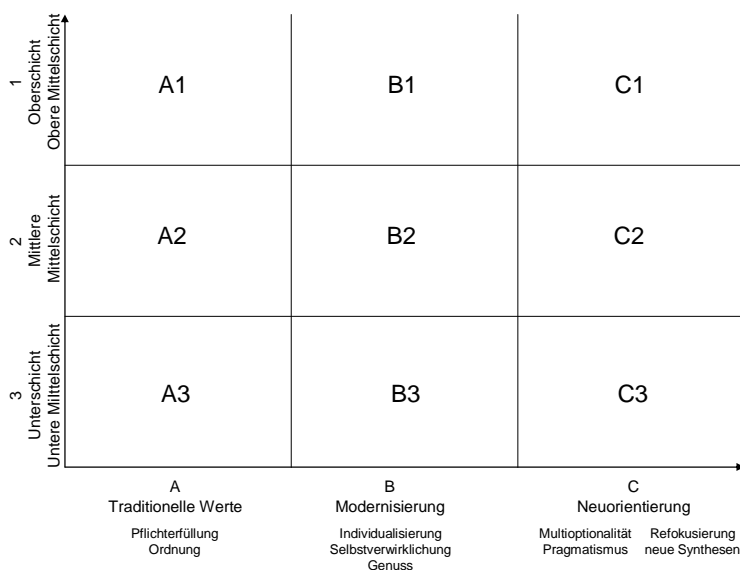 1
Oberschicht
Obere Mittelschicht
A1
B1
C1
2
Mittlere
Mittelschicht
A2
B2
C2
3
Unterschicht
Untere Milttelschicht
A3
B3
C3
A
Traditionelle Werte
Pflichterfüllung
Ordnung
B
Modernisierung
Individualisierung
Selbstverwirklichung
Genuss
C
Neuorientierung
Multioptionalität
Pragmatismus
Refokusierung
neue Synthesen